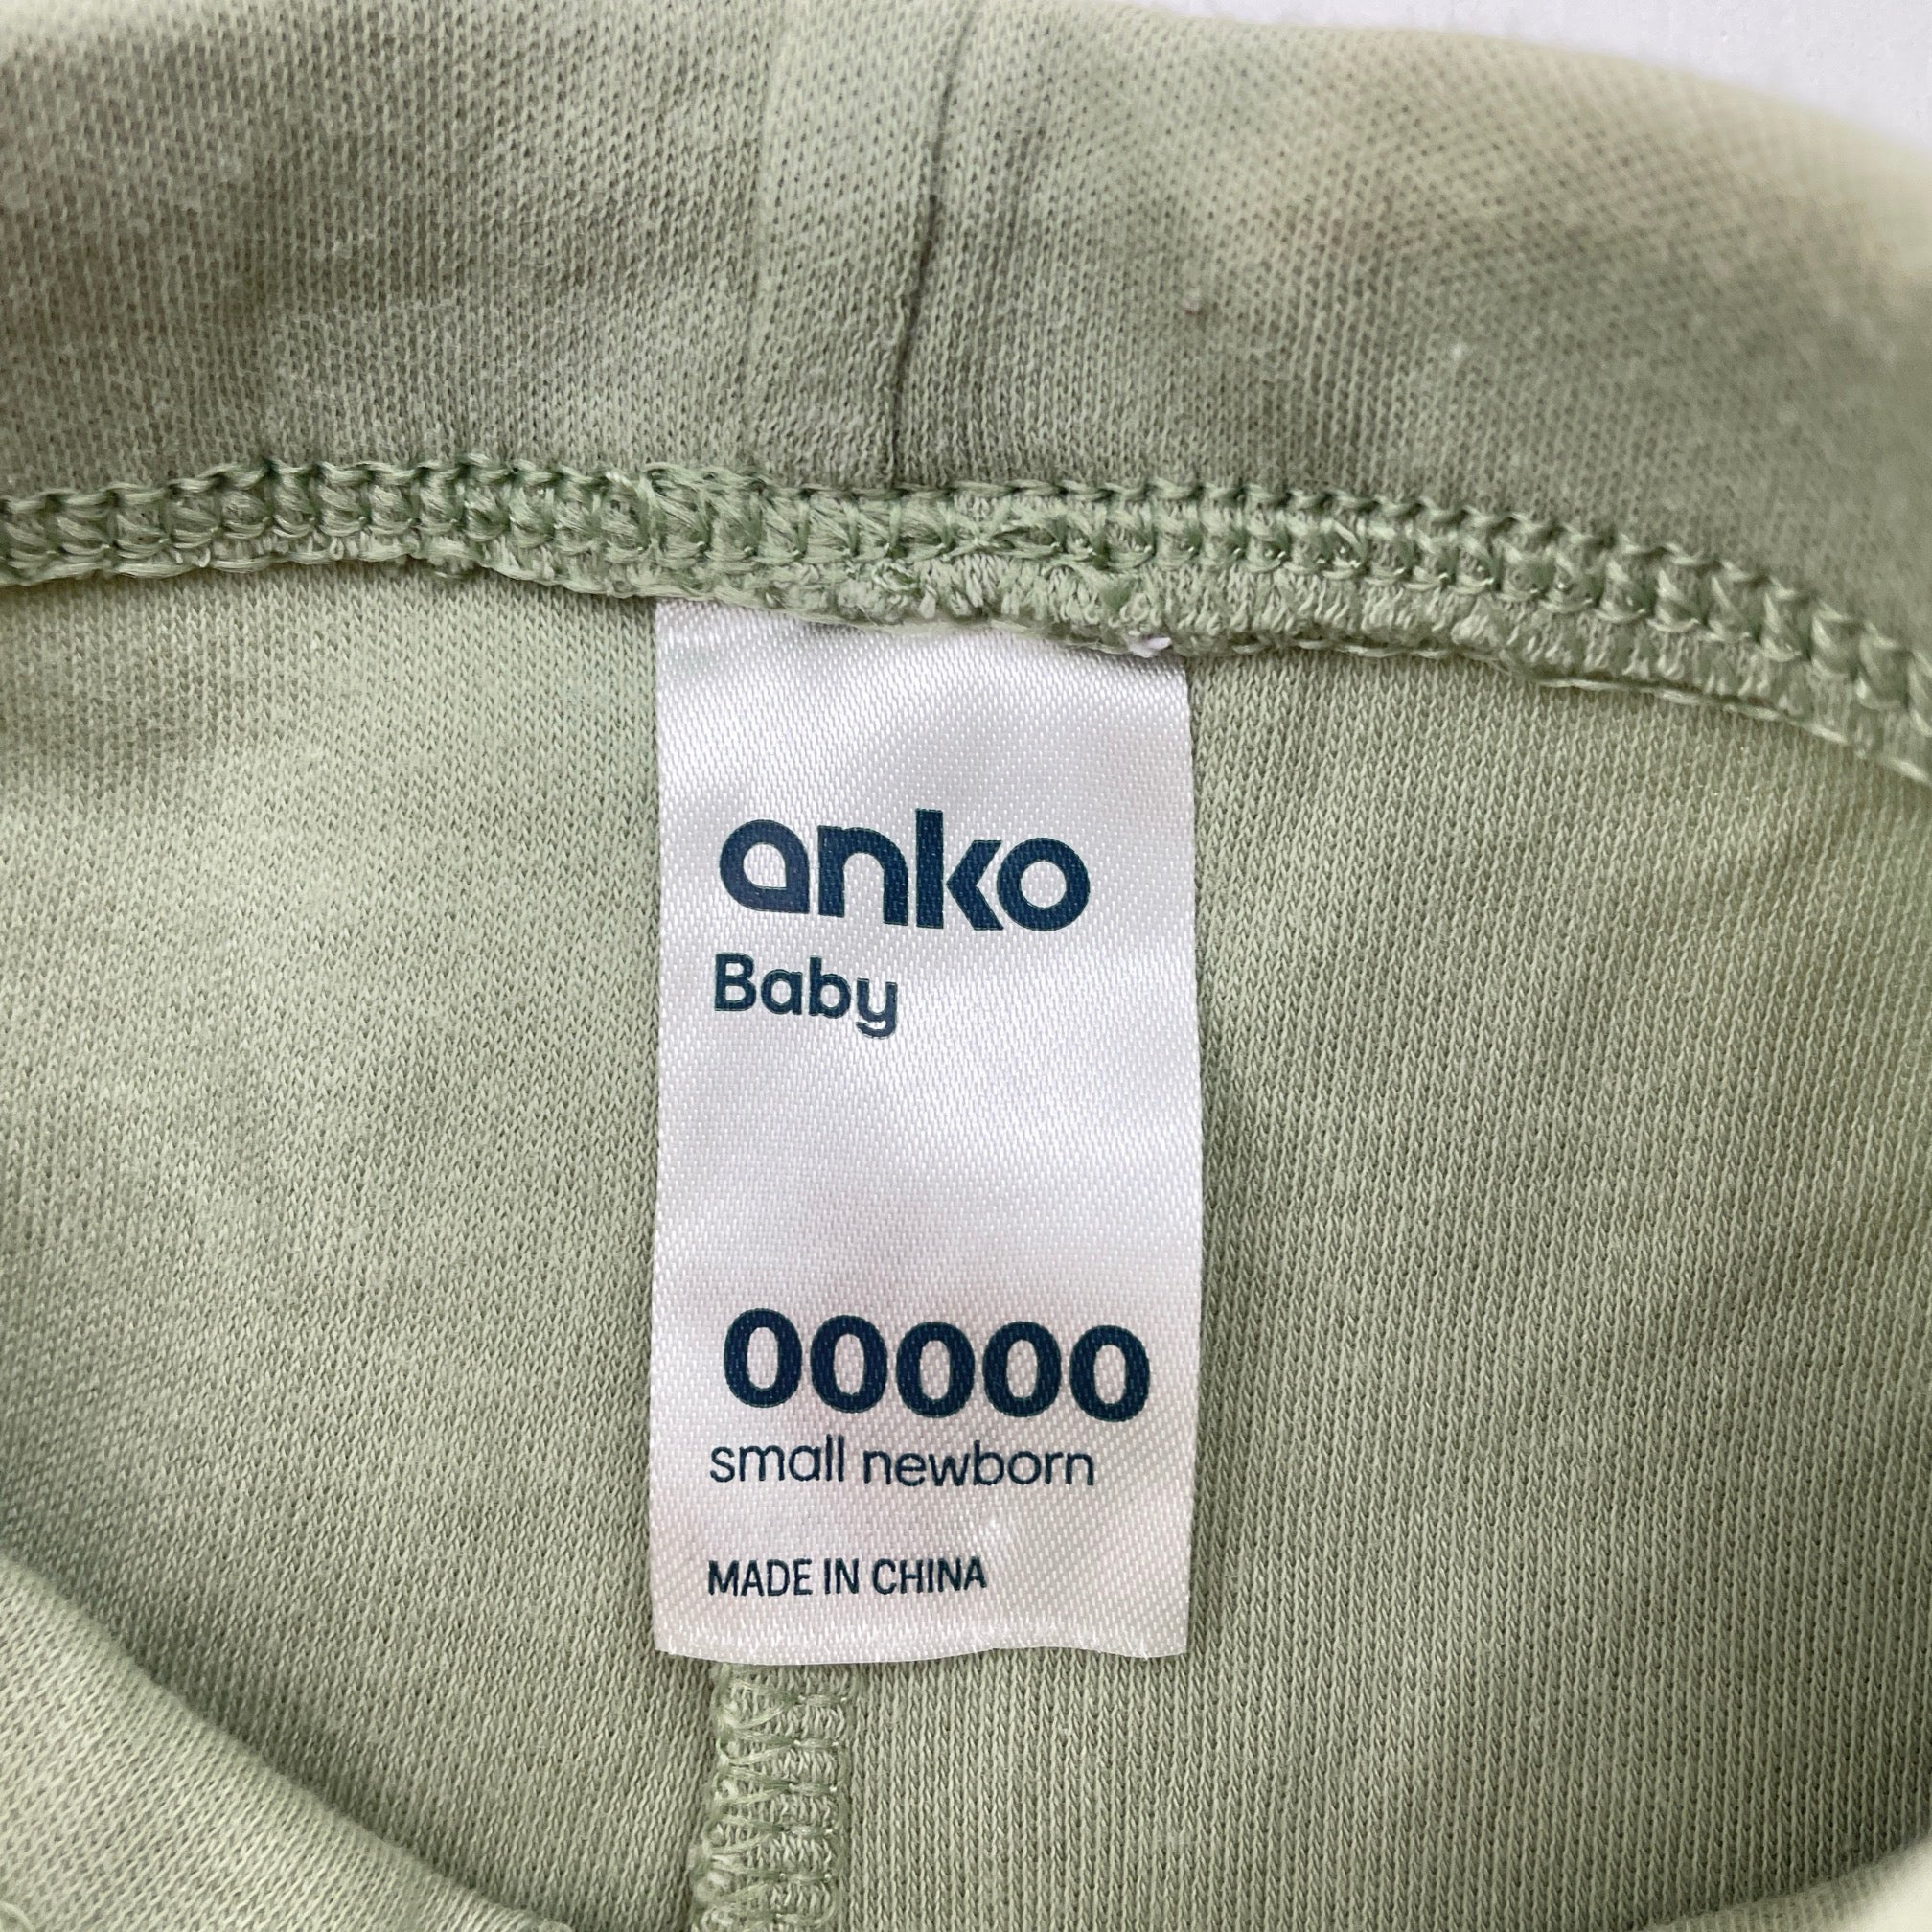 anko
Baby
00000
small newborn
MADE IN CHINA